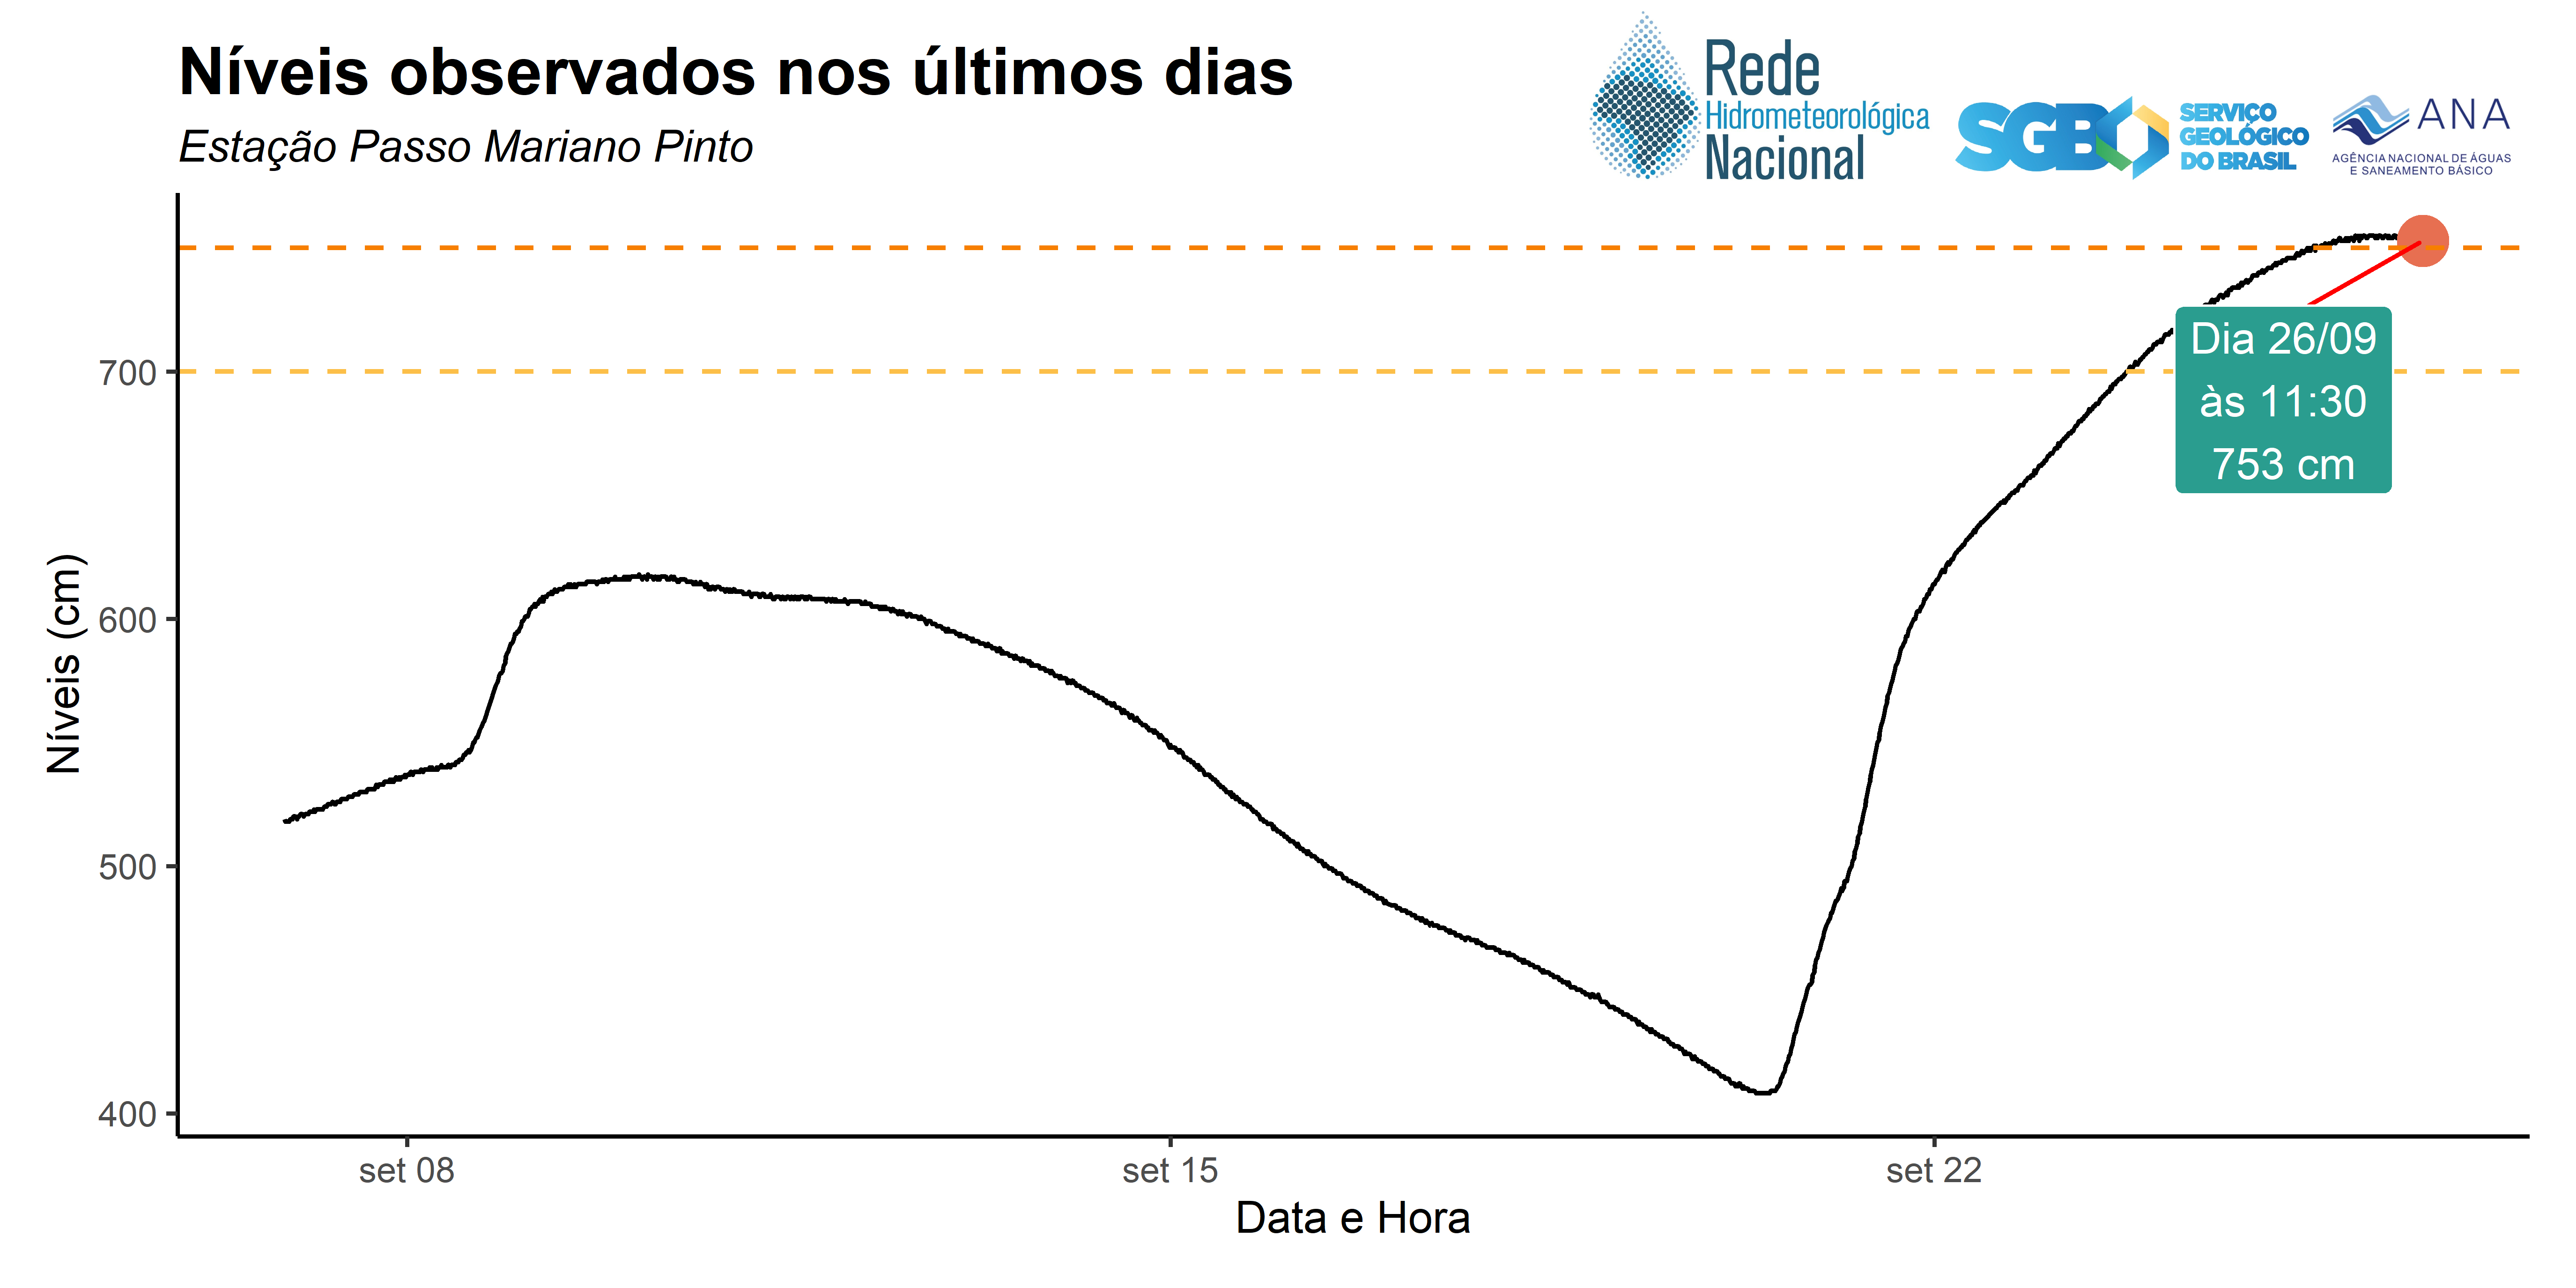 Níveis observados nos últimos dias
Estação Passo Mariano Pinto
Rede
Hidrometeorológica
Nacional
SGB
SERVIÇO
GEOLÓGICO
DO BRASIL
ANA
AGÊNCIA NACIONAL DE ÁGUAS
E SANEAMENTO BÁSICO
Níveis (cm)
700
600
500
400
Dia 26/09
às 11:30
753 cm
set 08
set 15
set 22
Data e Hora